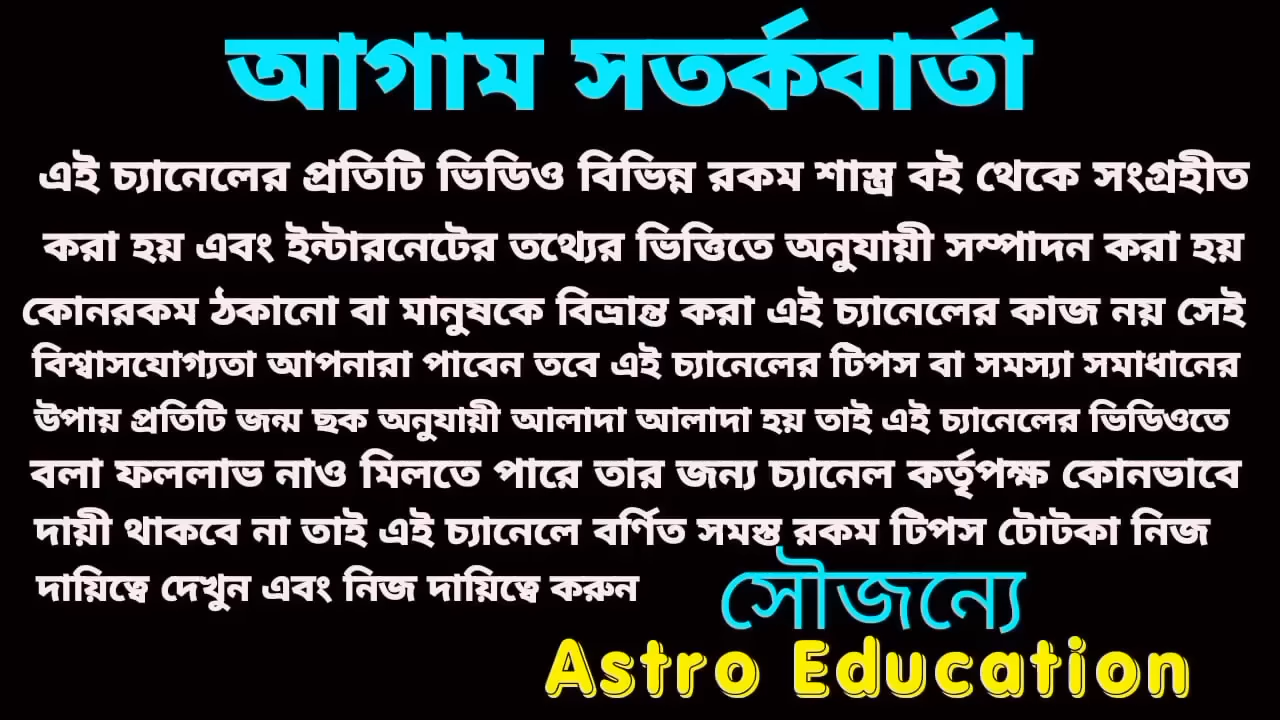 আগাম সতর্কবার্তা
এই চ্যানেলের প্রতিটি ভিডিও বিভিন্ন রকম শাস্ত্র বই থেকে সংগ্রহীত
করা হয় এবং ইন্টারনেটের তথ্যের ভিত্তিতে অনুযায়ী সম্পাদন করা হয়
কোনরকম ঠকানো বা মানুষকে বিভ্রান্ত করা এই চ্যানেলের কাজ নয় সেই
বিশ্বাসযোগ্যতা আপনারা পাবেন তবে এই চ্যানেলের টিপস বা সমস্যা সমাধানের
উপায় প্রতিটি জন্ম ছক অনুযায়ী আলাদা আলাদা হয় তাই এই চ্যানেলের ভিডিওতে
বলা ফললাভ নাও মিলতে পারে তার জন্য চ্যানেল কর্তৃপক্ষ কোনভাবে
দায়ী থাকবে না তাই এই চ্যানেলে বর্ণিত সমস্ত রকম টিপস টোটকা নিজ
দায়িত্বে দেখুন এবং নিজ দায়িত্বে করুন
সৌজন্যে
Astro Education